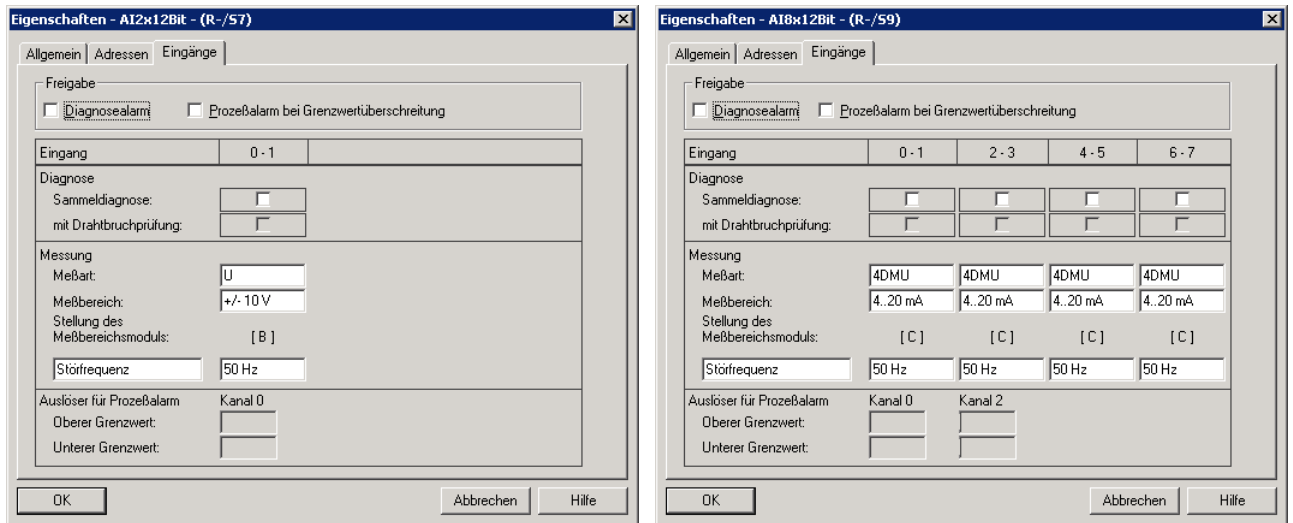 Eigenschaften - AI2x12Bit - (R-/S7)
Allgemein Adressen Eingänge
Freigabe
Diagnosealarm Prozeßalarm bei Grenzwertüberschreitung
Eingang 0 - 1
Diagnose
Sammeldiagnose:
mit Drahtbruchprüfung:
Messung
Meßart: U
Meßbereich: +/- 10 V
Stellung des
Meßbereichsmoduls: [ B ]
Störfrequenz 50 Hz
Auslöser für Prozeßalarm Kanal 0
Oberer Grenzwert:
Unterer Grenzwert:
OK Abbrechen Hilfe
Eigenschaften - AI8x12Bit - (R-/S9)
Allgemein Adressen Eingänge
Freigabe
Diagnosealarm Prozeßalarm bei Grenzwertüberschreitung
Eingang 0 - 1 2 - 3 4 - 5 6 - 7
Diagnose
Sammeldiagnose:
mit Drahtbruchprüfung:
Messung
Meßart: 4DMU 4DMU 4DMU 4DMU
Meßbereich: 4..20 mA 4..20 mA 4..20 mA 4..20 mA
Stellung des
Meßbereichsmoduls: [ C ] [ C ] [ C ] [ C ]
Störfrequenz 50 Hz 50 Hz 50 Hz 50 Hz
Auslöser für Prozeßalarm Kanal 0 Kanal 2
Oberer Grenzwert:
Unterer Grenzwert:
OK Abbrechen Hilfe